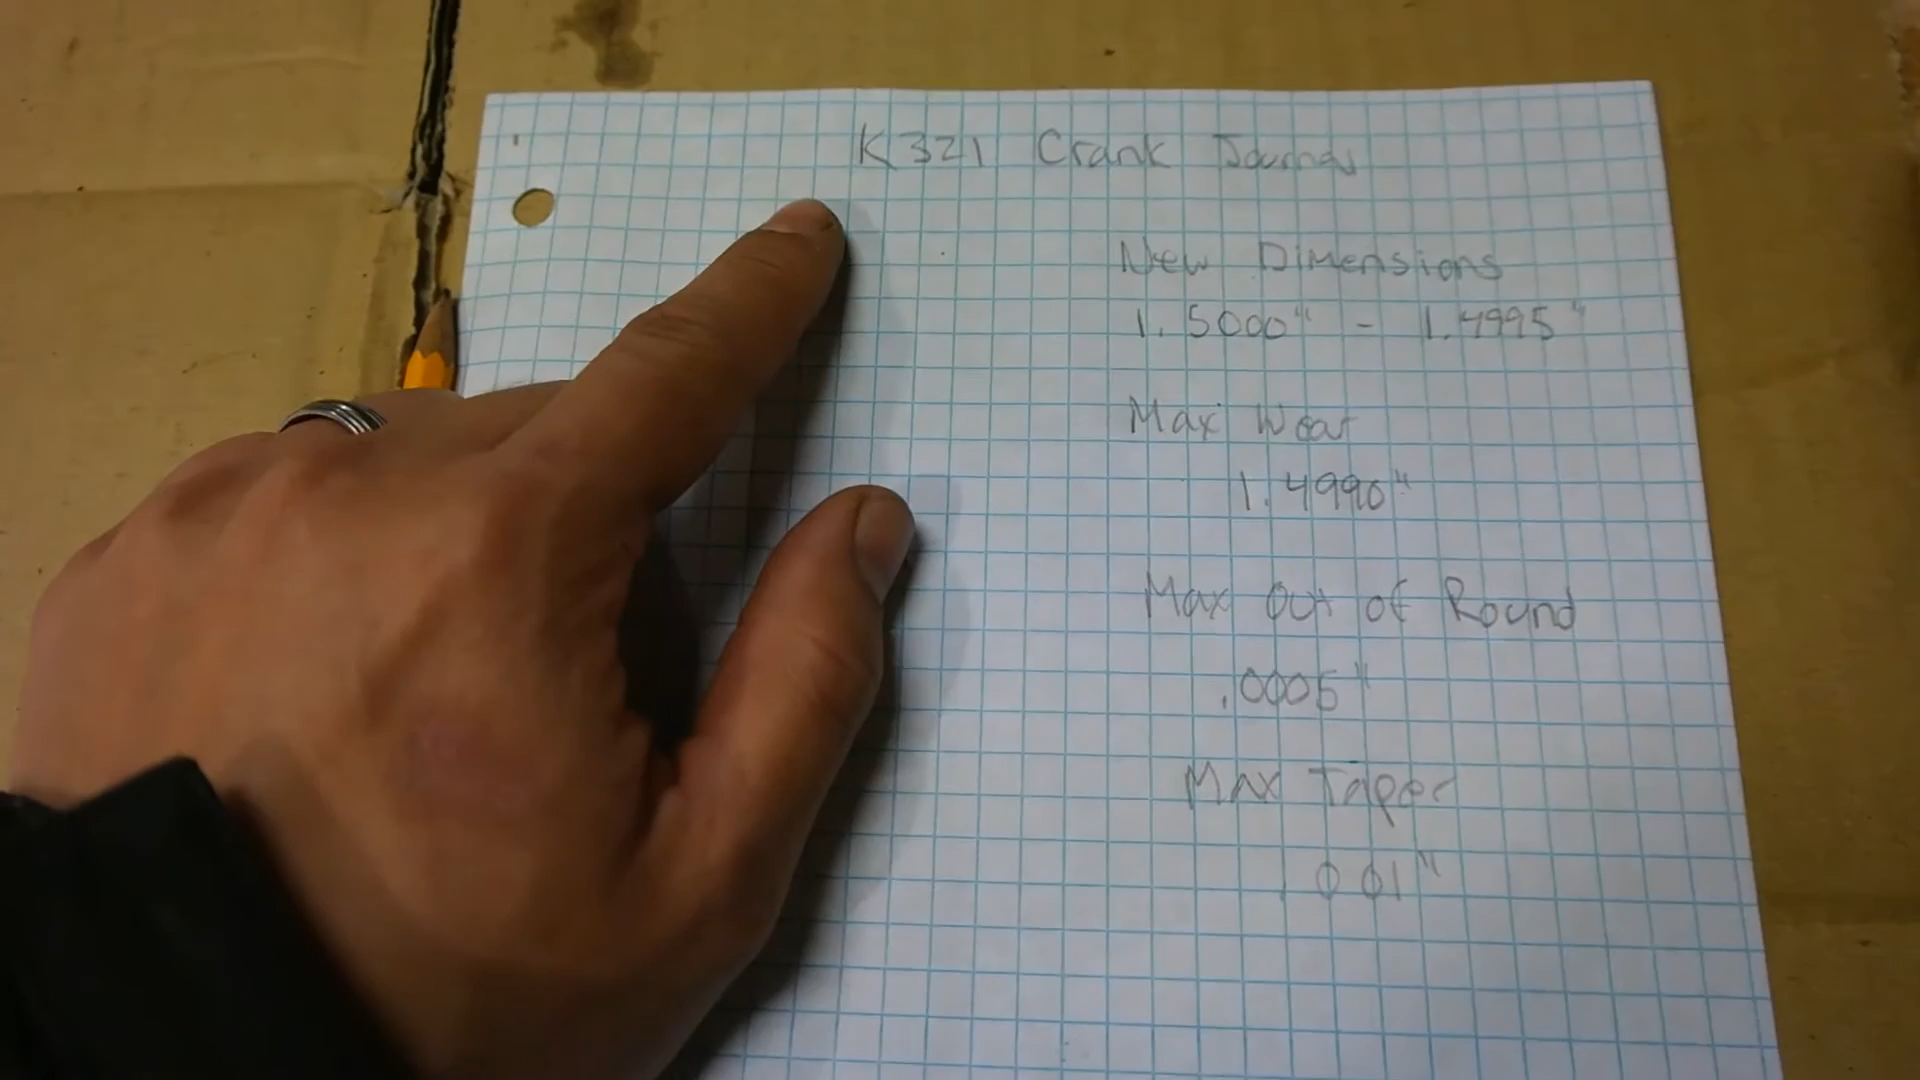 K321 Crank Journal
New Dimensions
1.5000" - 1.4995"
Max Wear
1.4990"
Max Out of Round
.0005"
Max Taper
.001"